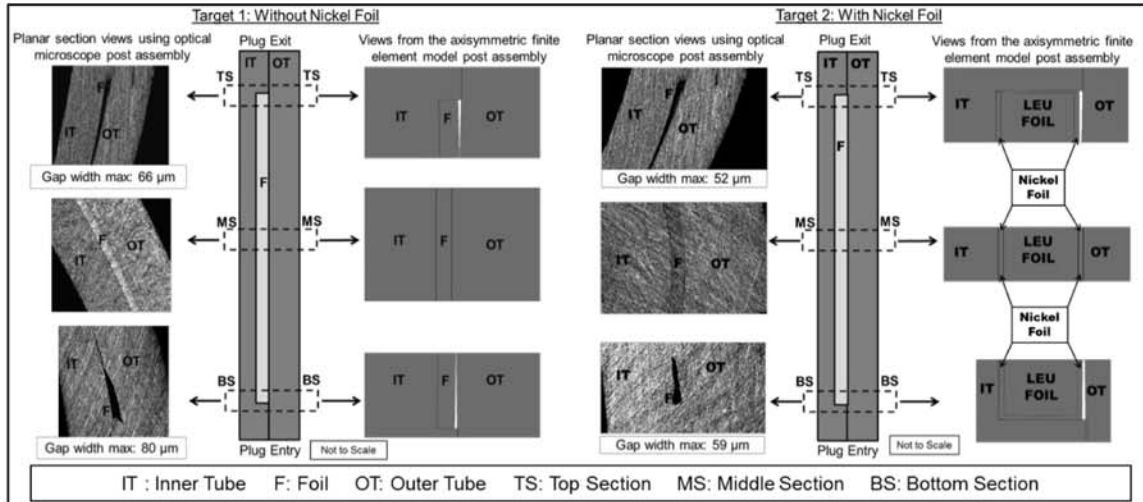 Target 1: Without Nickel Foil
Planar section views using optical
microscope post assembly
Plug Exit
Views from the axisymmetric finite
element model post assembly
IT OT
TS TS
F
IT
OT
IT
F
OT
Gap width max: 66 µm
F
MS MS
F
OT
IT
IT
F
OT
BS BS
IT
OT
F
IT
F
OT
Gap width max: 80 µm
Plug Entry
Not to Scale
Target 2: With Nickel Foil
Planar section views using optical
microscope post assembly
Plug Exit
Views from the axisymmetric finite
element model post assembly
IT OT
TS TS
F
IT
OT
IT
LEU
FOIL
OT
Gap width max: 52 µm
F
Nickel
Foil
MS MS
IT
F
OT
IT
LEU
FOIL
OT
Nickel
Foil
BS BS
IT
OT
F
IT
LEU
FOIL
OT
Gap width max: 59 µm
Plug Entry
Not to Scale
IT : Inner Tube F: Foil OT: Outer Tube TS: Top Section MS: Middle Section BS: Bottom Section